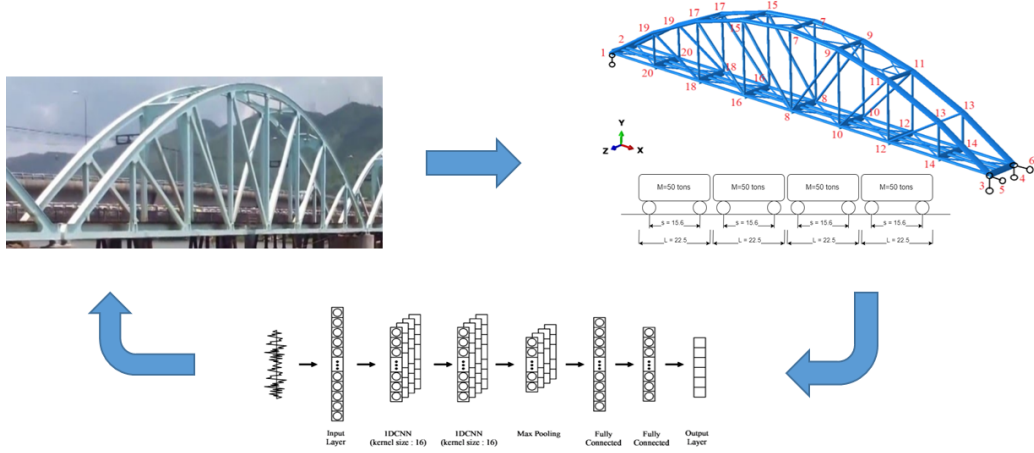 15
17 17
7
19 19
15
2
7
9
1
9
11
20
18
11
20
16
18
13
16
8
10
13
8
12
14
10
12
14
6
3
4
5
Y
Z X
M=50 tons M=50 tons M=50 tons M=50 tons
s = 15.6 s = 15.6 s = 15.6 s = 15.6
L = 22.5 L = 22.5 L = 22.5 L = 22.5
Input
Layer
1DCNN
(kernel size : 16)
1DCNN
(kernel size : 16)
Max Pooling
Fully
Connected
Fully
Connected
Output
Layer